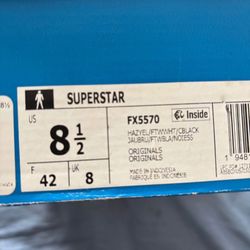 SUPERSTAR
US
8 1/2
F
42
UK
8
FX5570
Inside
HAZYEL/FTWWHT/CBLACK
JAUBRU/FTWBLA/NOIESS
ORIGINALS
ORIGINALS
MADE IN INDONESIA
FABRIQUÉ EN INDONESIE